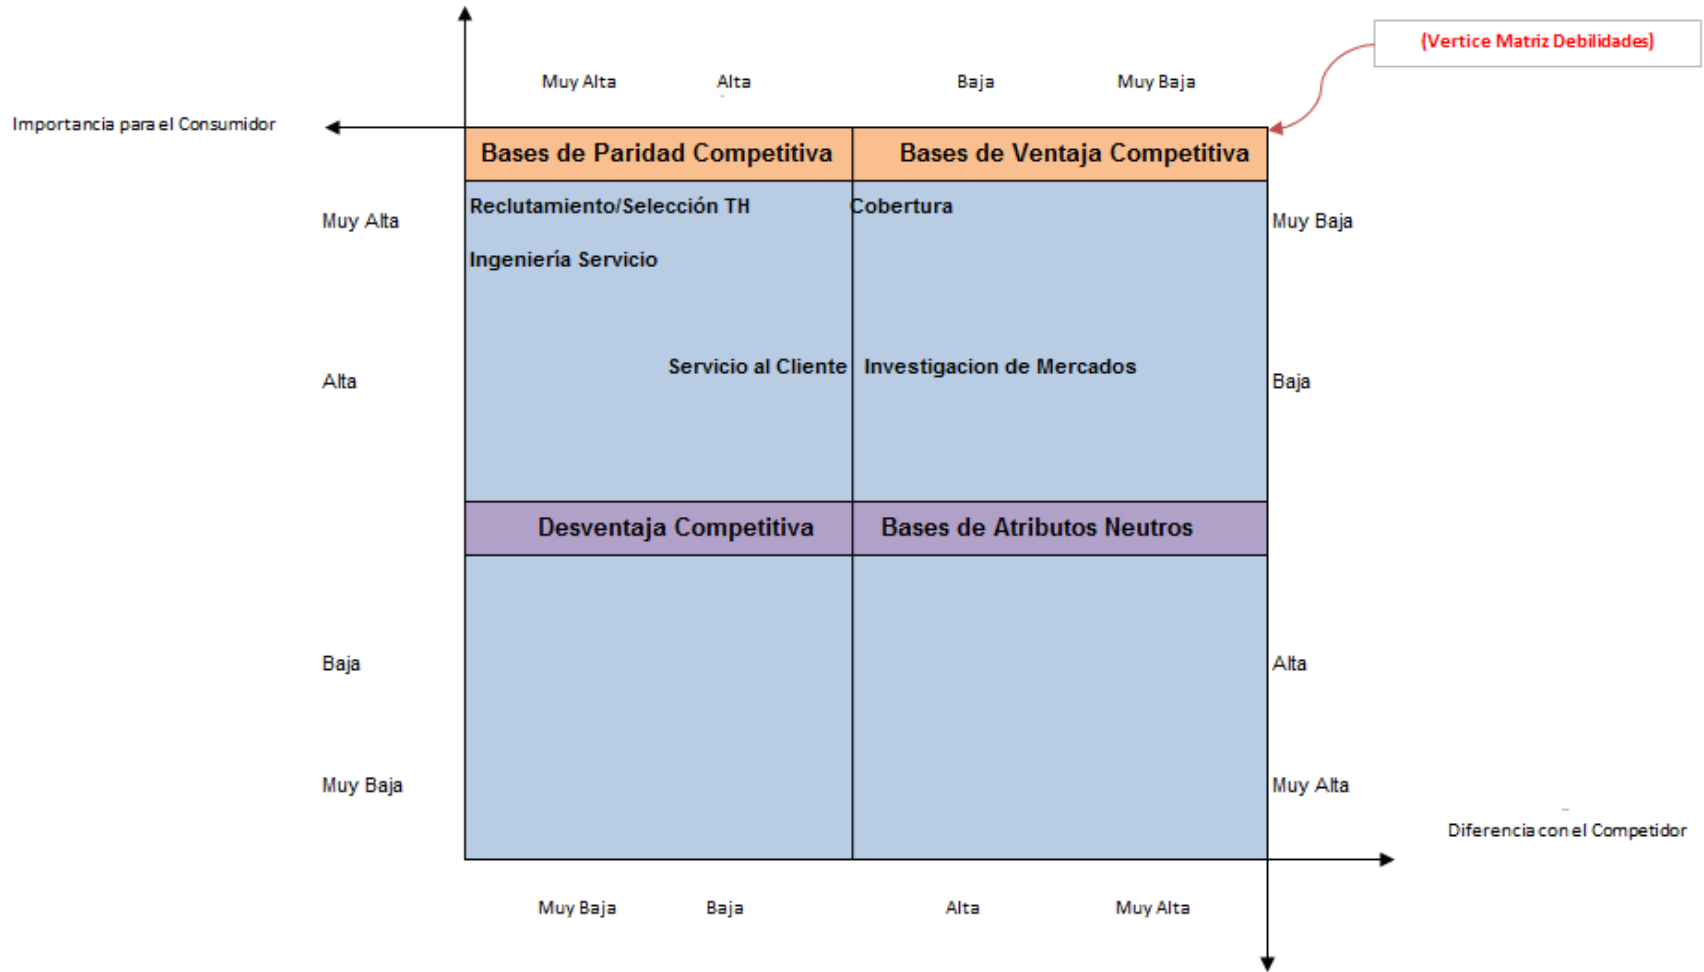 (Vertice Matriz Debilidades)
Muy Alta Alta Baja Muy Baja
Importancia para el Consumidor
Bases de Paridad Competitiva Bases de Ventaja Competitiva
Reclutamiento/Selección TH Cobertura
Muy Alta Muy Baja
Ingeniería Servicio
Servicio al Cliente Investigacion de Mercados
Alta Baja
Desventaja Competitiva Bases de Atributos Neutros
Baja Alta
Muy Baja Muy Alta
Diferencia con el Competidor
Muy Baja Baja Alta Muy Alta